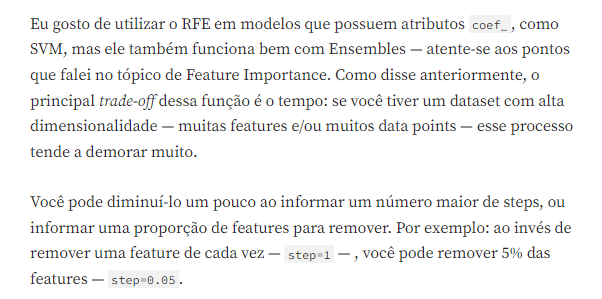 Eu gosto de utilizar o RFE em modelos que possuem atributos coef_, como
SVM, mas ele também funciona bem com Ensembles — atente-se aos pontos
que falei no tópico de Feature Importance. Como disse anteriormente, o
principal trade-off dessa função é o tempo: se você tiver um dataset com alta
dimensionalidade — muitas features e/ou muitos data points — esse processo
tende a demorar muito.
Você pode diminuí-lo um pouco ao informar um número maior de steps, ou
informar uma proporção de features para remover. Por exemplo: ao invés de
remover uma feature de cada vez — step=1 — , você pode remover 5% das
features — step=0.05.